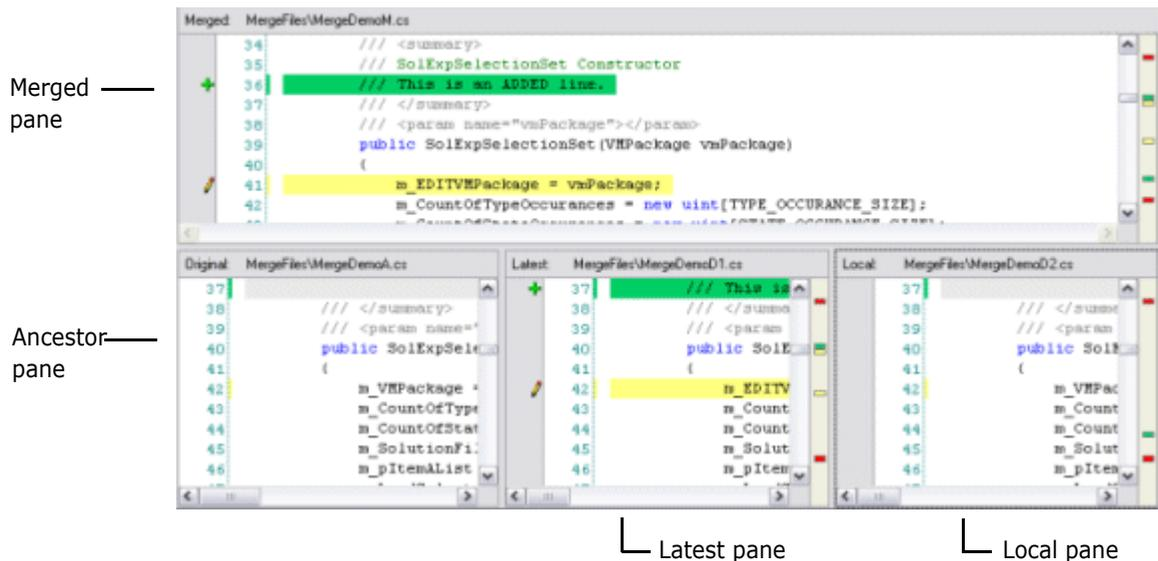 Merged: MergeFiles\MergeDemoM.cs
34 /// <summary>
35 /// SolExpSelectionSet Constructor
36 /// This is an ADDED line.
37 /// </summary>
38 /// <param name="vmPackage"></param>
39 public SolExpSelectionSet(VMPackage vmPackage)
40 {
41 m_EDITVMPackage = vmPackage;
42 m_CountOfTypeOccurances = new uint[TYPE_OCCURANCE_SIZE];
Merged
pane
Original: MergeFiles\MergeDemoA.cs
37
38 /// </summary>
39 /// <param name="
40 public SolExpSele
41 {
42 m_VMPackage =
43 m_CountOfType
44 m_CountOfStat
45 m_SolutionFi
46 m_pItemAList
Ancestor
pane
Latest: MergeFiles\MergeDemoD1.cs
37 /// This is
38 /// </summa
39 /// <param
40 public SolE
41 {
42 m_EDITV
43 m_Count
44 m_Count
45 m_Solut
46 m_pItem
Local: MergeFiles\MergeDemoD2.cs
37
38 /// </summ
39 /// <param
40 public SolE
41 {
42 m_VMPac
43 m_Count
44 m_Count
45 m_Solut
46 m_pItem
Latest pane
Local pane